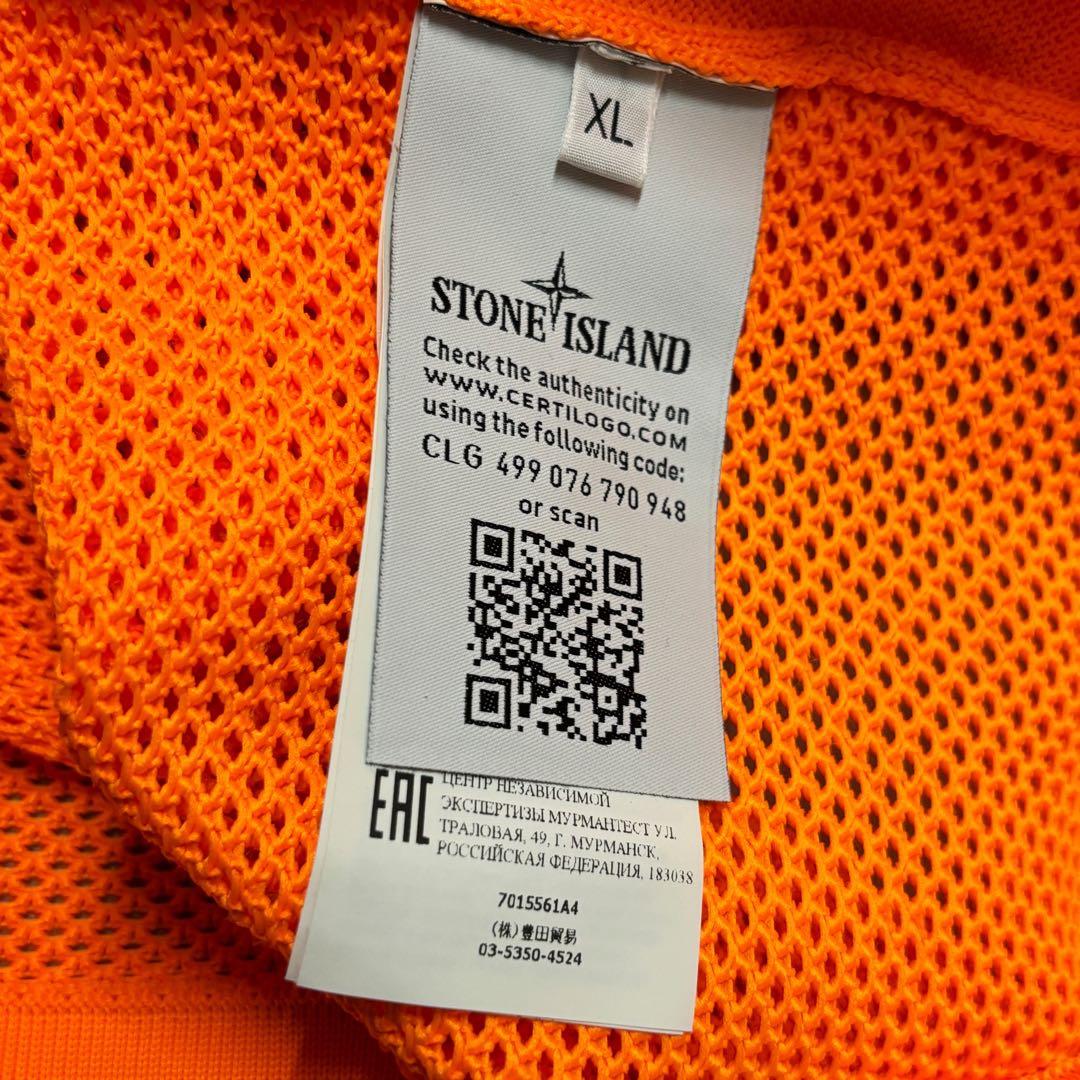 XL
STONE ISLAND
Check the authenticity on
WWW.CERTILOGO.COM
using the following code:
CLG 499 076 790 948
or scan
EAC
ЦЕНТР НЕЗАВИСИМОЙ
ЭКСПЕРТИЗЫ МУРМАНТЕСТ УЛ.
ТРАЛОВАЯ, 49, Г. МУРМАНСК,
РОССИЙСКАЯ ФЕДЕРАЦИЯ, 183038
7015561A4
(株)豊田貿易
03-5350-4524